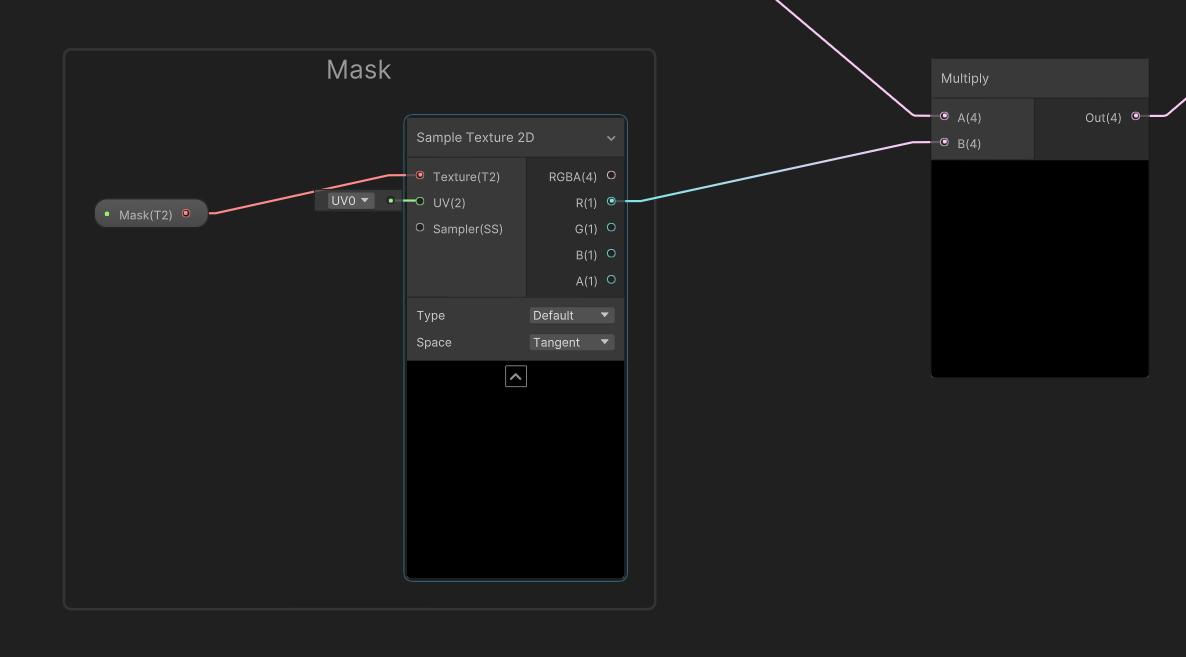 Mask
Mask(T2)
UV0
Sample Texture 2D
Texture(T2)
UV(2)
Sampler(SS)
RGBA(4)
R(1)
G(1)
B(1)
A(1)
Type
Default
Space
Tangent
Multiply
A(4)
B(4)
Out(4)